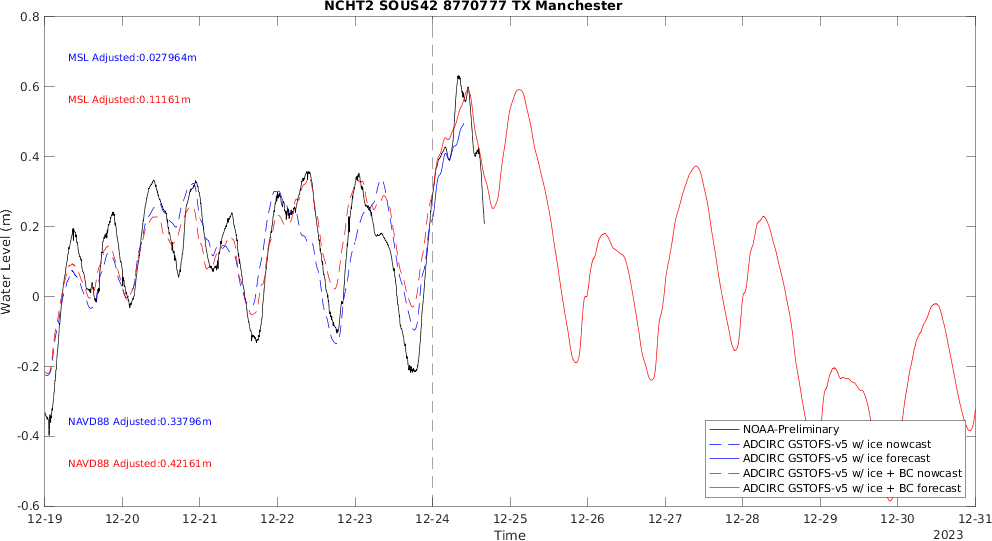 NCHT2 SOUS42 8770777 TX Manchester
0.8
0.6
0.4
0.2
0
-0.2
-0.4
-0.6
Water Level (m)
MSL Adjusted:0.027964m
MSL Adjusted:0.11161m
NAVD88 Adjusted:0.33796m
NAVD88 Adjusted:0.42161m
NOAA-Preliminary
ADCIRC GSTOFS-v5 w/ ice nowcast
ADCIRC GSTOFS-v5 w/ ice forecast
ADCIRC GSTOFS-v5 w/ ice + BC nowcast
ADCIRC GSTOFS-v5 w/ ice + BC forecast
12-19 12-20 12-21 12-22 12-23 12-24 12-25 12-26 12-27 12-28 12-29 12-30 12-31
Time
2023